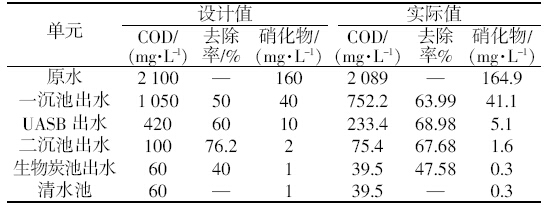 单元 设计值 实际值
COD/(mg·L⁻¹) 去除率/% 硝化物/(mg·L⁻¹) COD/(mg·L⁻¹) 去除率% 硝化物/(mg·L⁻¹)
原水 2 100 — 160 2 089 — 164.9
一沉池出水 1 050 50 40 752.2 63.99 41.1
UASB 出水 420 60 10 233.4 68.98 5.1
二沉池出水 100 76.2 2 75.4 67.68 1.6
生物炭池出水 60 40 1 39.5 47.58 0.3
清水池 60 — 1 39.5 — 0.3